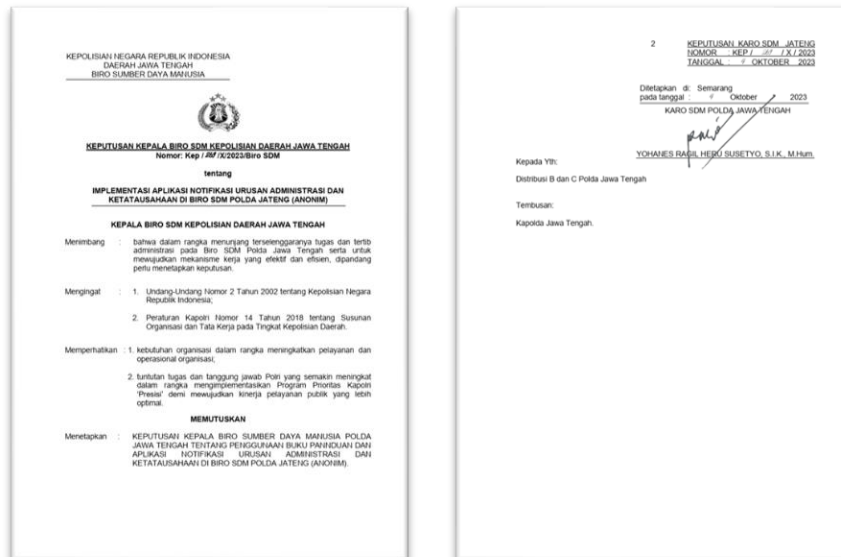 KEPOLISIAN NEGARA REPUBLIK INDONESIA
DAERAH JAWA TENGAH
BIRO SUMBER DAYA MANUSIA
KEPUTUSAN KEPALA BIRO SDM KEPOLISIAN DAERAH JAWA TENGAH
Nomor: Kep / /X/2023/Biro SDM
tentang
IMPLEMENTASI APLIKASI NOTIFIKASI URUSAN ADMINISTRASI DAN
KETATAUSAHAAN DI BIRO SDM POLDA JATENG (ANONIM)
KEPALA BIRO SDM KEPOLISIAN DAERAH JAWA TENGAH
Menimbang : bahwa dalam rangka menunjang terselenggaranya tugas dan tertib
administrasi pada Biro SDM Polda Jawa Tengah serta untuk
mewujudkan mekanisme kerja yang efektif dan efisien, dipandang
perlu menetapkan keputusan.
Mengingat : 1. Undang-Undang Nomor 2 Tahun 2002 tentang Kepolisian Negara
Republik Indonesia;
2. Peraturan Kapolri Nomor 14 Tahun 2018 tentang Susunan
Organisasi dan Tata Kerja pada Tingkat Kepolisian Daerah.
Memperhatikan : 1. kebutuhan organisasi dalam rangka meningkatkan pelayanan dan
operasional organisasi;
2. tuntutan tugas dan tanggung jawab Polri yang semakin meningkat
dalam rangka mengimplementasikan Program Prioritas Kapolri
'Presisi' demi mewujudkan kinerja pelayanan publik yang lebih
optimal.
MEMUTUSKAN
Menetapkan : KEPUTUSAN KEPALA BIRO SUMBER DAYA MANUSIA POLDA
JAWA TENGAH TENTANG PENGGUNAAN BUKU PANNDUAN DAN
APLIKASI NOTIFIKASI URUSAN ADMINISTRASI DAN
KETATAUSAHAAN DI BIRO SDM POLDA JATENG (ANONIM).
2 KEPUTUSAN KARO SDM JATENG
NOMOR : KEP / / X / 2023
TANGGAL : OKTOBER 2023
Ditetapkan di: Semarang
pada tanggal : Oktober 2023
KARO SDM POLDA JAWA TENGAH
YOHANES RAGIL HERU SUSETYO, S.I.K., M.Hum.
Kepada Yth:
Distribusi B dan C Polda Jawa Tengah
Tembusan:
Kapolda Jawa Tengah.